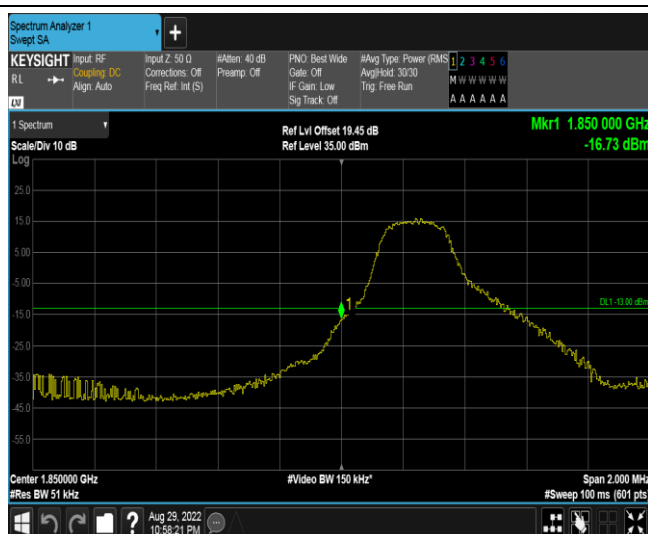 Spectrum Analyzer 1
Swept SA
+
KEYSIGHT
RL
Input: RF
Coupling: DC
Align: Auto
Input Z: 50 Ω
Corrections: Off
Freq Ref: Int (S)
#Atten: 40 dB
Preamp: Off
PNO: Best Wide
Gate: Off
IF Gain: Low
Sig Track: Off
#Avg Type: Power (RMS
Avg|Hold: 30/30
Trig: Free Run
1 2 3 4 5 6
M W W W W W
A A A A A A
LXI
1 Spectrum
Scale/Div 10 dB
Ref Lvl Offset 19.45 dB
Ref Level 35.00 dBm
Mkr1 1.850 000 GHz
-16.73 dBm
Log
25.0
15.0
5.00
-5.00
1
DL1 -13.00 dBm
-15.0
-25.0
-35.0
-45.0
-55.0
Center 1.850000 GHz
#Video BW 150 kHz*
Span 2.000 MHz
#Res BW 51 kHz
#Sweep 100 ms (601 pts)
?
Aug 29, 2022
10:58:21 PM